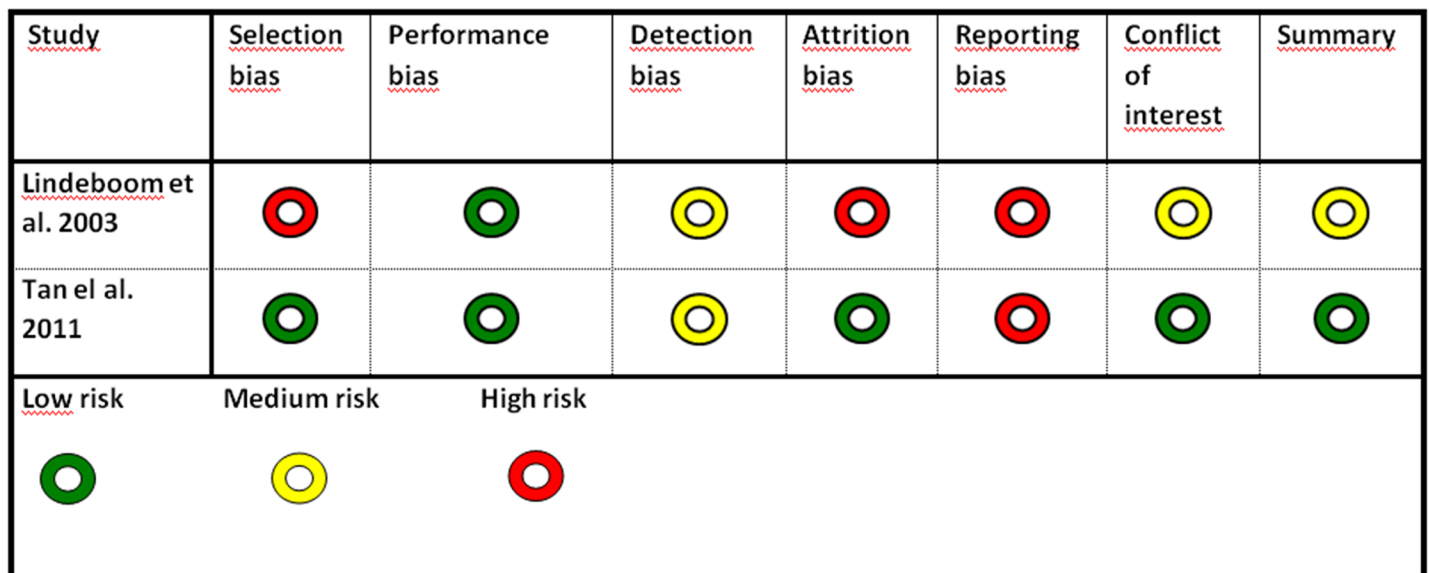 Study
Selection
bias
Performance
bias
Detection
bias
Attrition
bias
Reporting
bias
Conflict
of
interest
Summary
Lindeboom et
al. 2003
Tan el al.
2011
Low risk
Medium risk
High risk